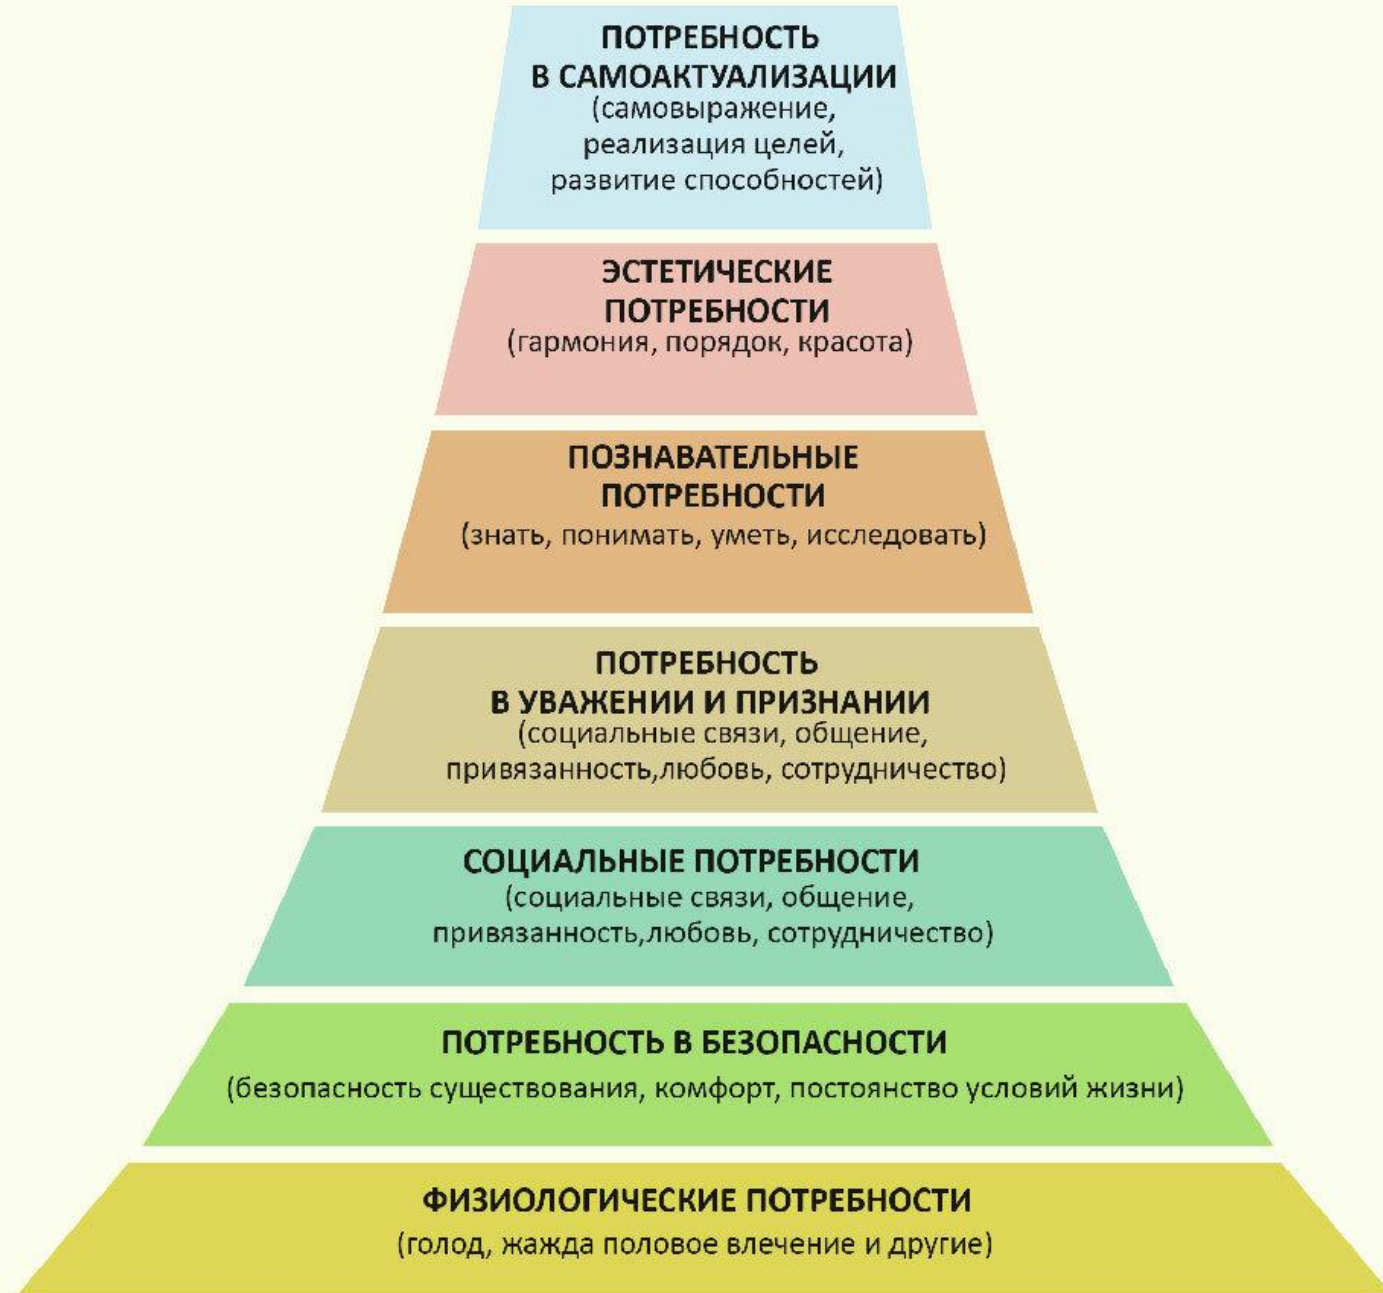 ПОТРЕБНОСТЬ
В САМОАКТУАЛИЗАЦИИ
(самовыражение,
реализация целей,
развитие способностей)
ЭСТЕТИЧЕСКИЕ
ПОТРЕБНОСТИ
(гармония, порядок, красота)
ПОЗНАВАТЕЛЬНЫЕ
ПОТРЕБНОСТИ
(знать, понимать, уметь, исследовать)
ПОТРЕБНОСТЬ
В УВАЖЕНИИ И ПРИЗНАНИИ
(социальные связи, общение,
привязанность,любовь, сотрудничество)
СОЦИАЛЬНЫЕ ПОТРЕБНОСТИ
(социальные связи, общение,
привязанность,любовь, сотрудничество)
ПОТРЕБНОСТЬ В БЕЗОПАСНОСТИ
(безопасность существования, комфорт, постоянство условий жизни)
ФИЗИОЛОГИЧЕСКИЕ ПОТРЕБНОСТИ
(голод, жажда половое влечение и другие)